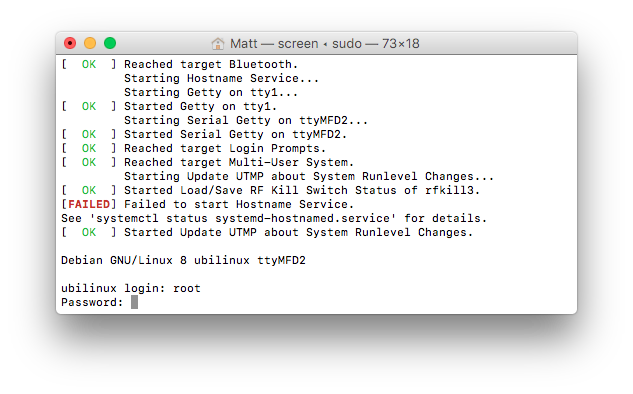 Matt — screen ◂ sudo — 73×18
[  OK  ] Reached target Bluetooth.
         Starting Hostname Service...
         Starting Getty on tty1...
[  OK  ] Started Getty on tty1.
         Starting Serial Getty on ttyMFD2...
[  OK  ] Started Serial Getty on ttyMFD2.
[  OK  ] Reached target Login Prompts.
[  OK  ] Reached target Multi-User System.
         Starting Update UTMP about System Runlevel Changes...
[  OK  ] Started Load/Save RF Kill Switch Status of rfkill3.
[FAILED] Failed to start Hostname Service.
See 'systemctl status systemd-hostnamed.service' for details.
[  OK  ] Started Update UTMP about System Runlevel Changes.
Debian GNU/Linux 8 ubilinux ttyMFD2
ubilinux login: root
Password: